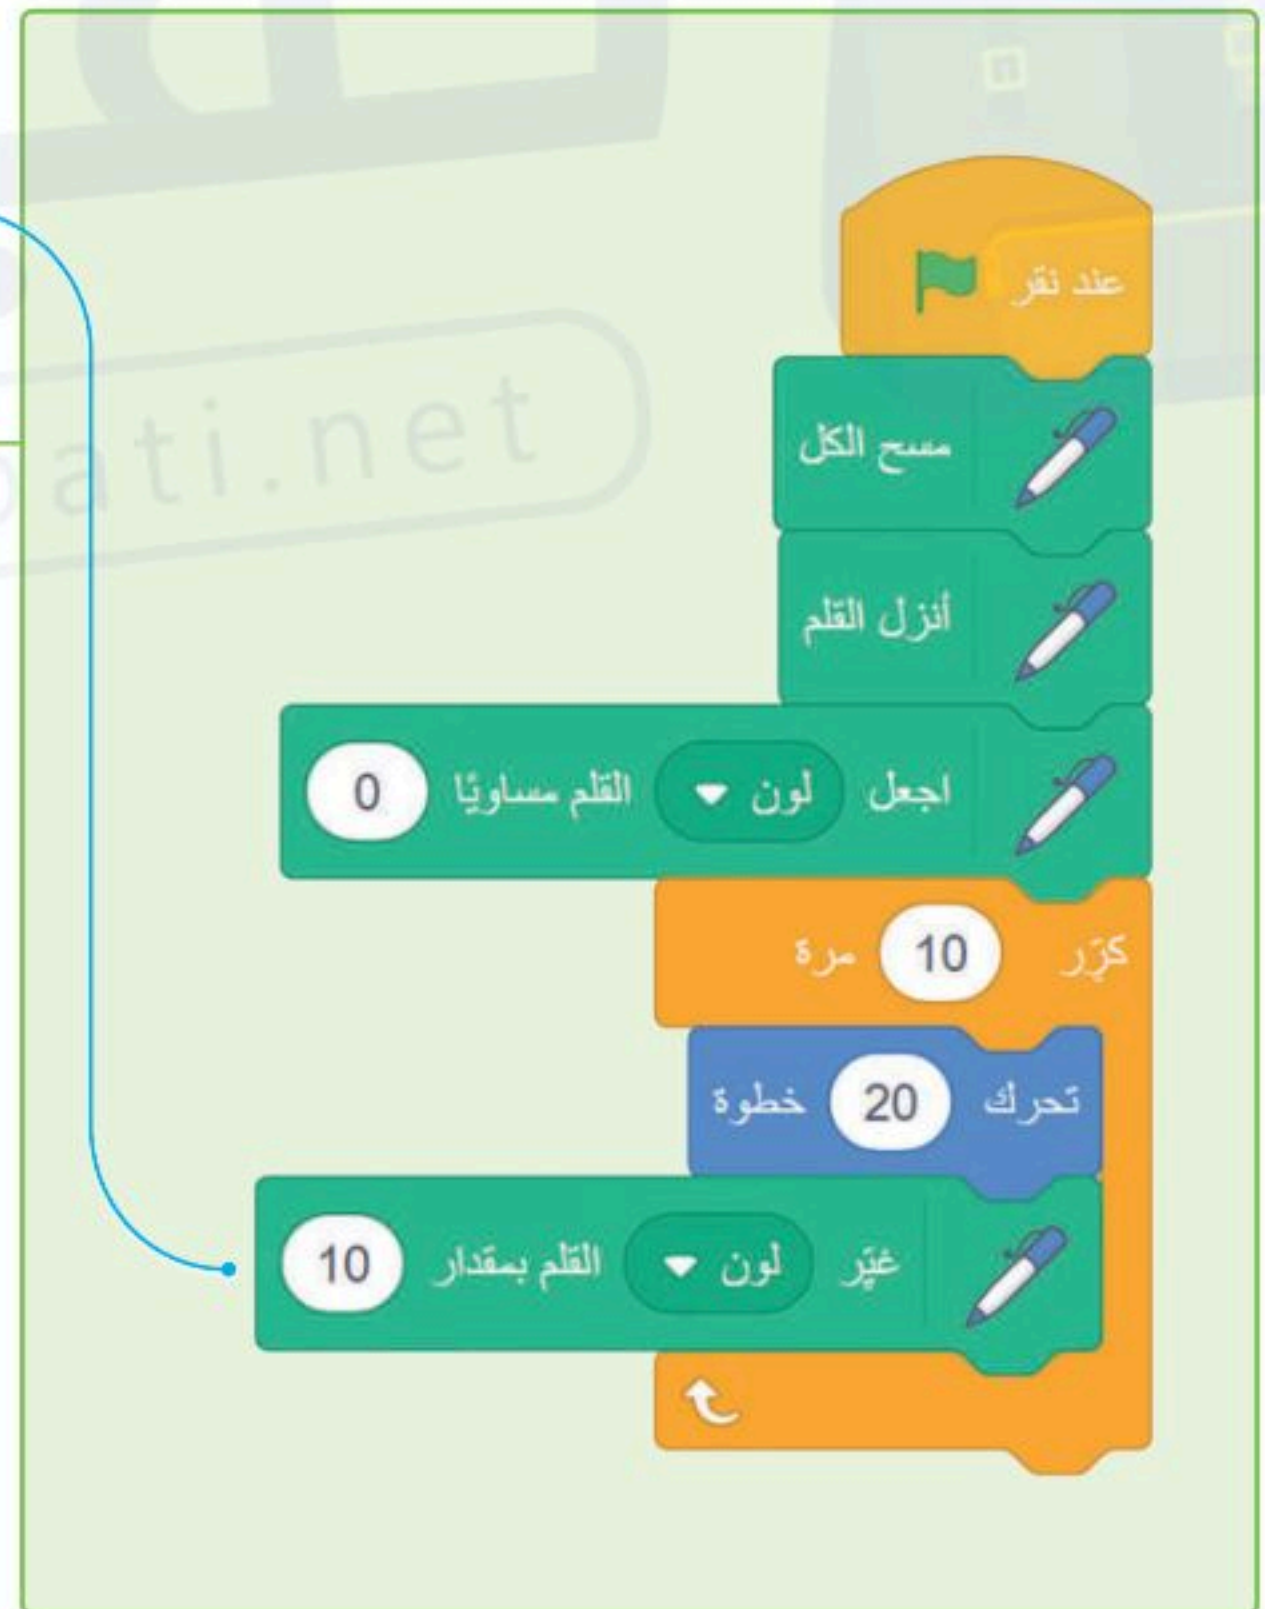 عند نقر
مسح الكل
أنزل القلم
اجعل لون القلم مساويًا 0
كرّر 10 مرة
تحرك 20 خطوة
غيّر لون القلم بمقدار 10
ati.net